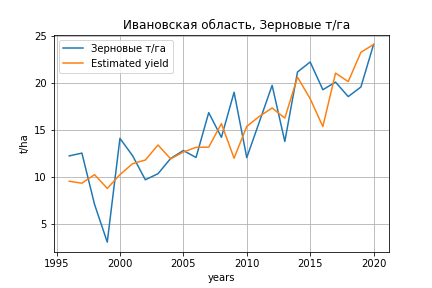 Ивановская область, Зерновые т/га
Зерновые т/га
Estimated yield
25
20
15
10
5
t/ha
1995 2000 2005 2010 2015 2020
years